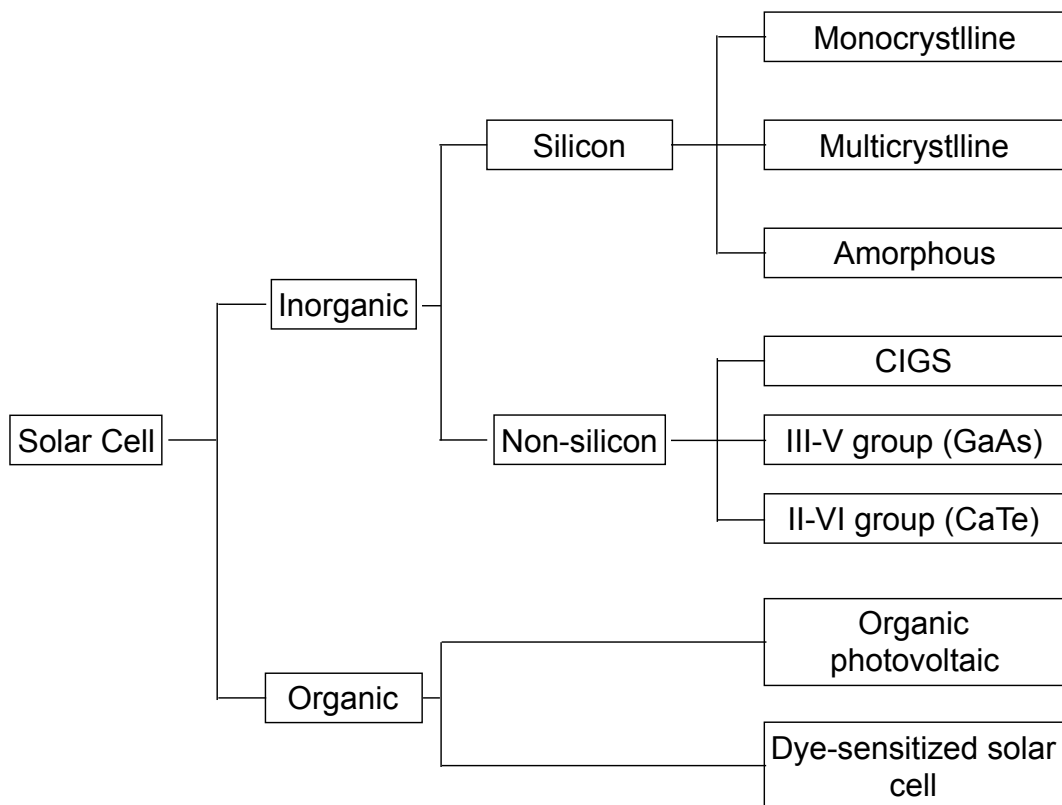 Monocrystlline
Silicon
Multicrystlline
Amorphous
Inorganic
CIGS
Solar Cell
Non-silicon
III-V group (GaAs)
II-VI group (CaTe)
Organic
photovoltaic
Organic
Dye-sensitized solar
cell